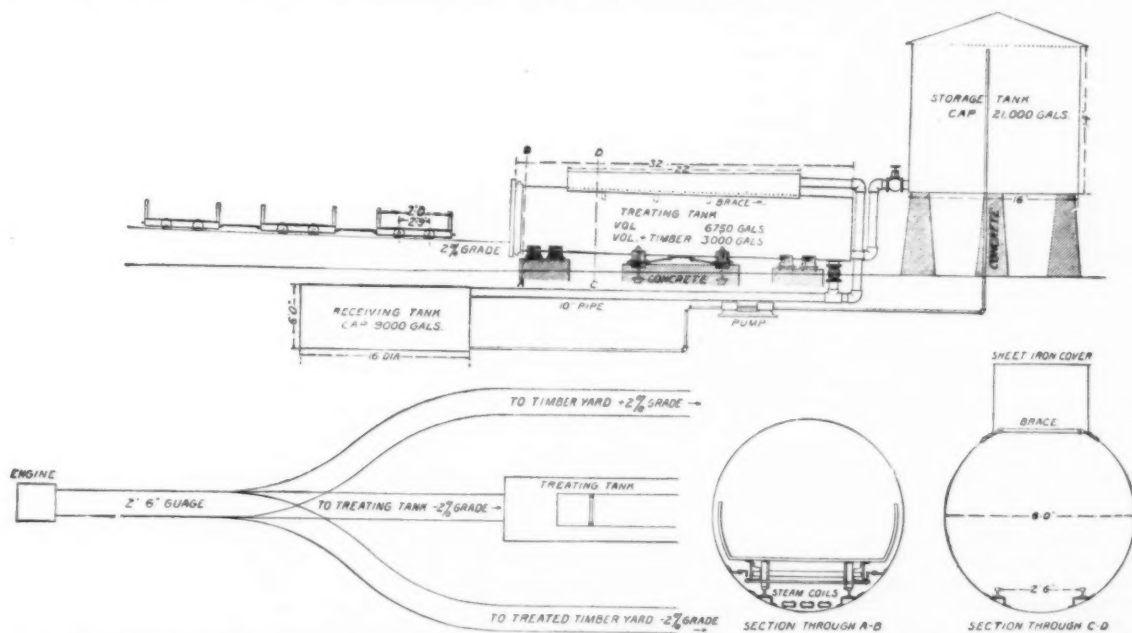 STORAGE TANK
CAP 21,000 GALS.
B
D
32
22
BRACE
16
2'9
TREATING TANK
VOL 6750 GALS
VOL. + TIMBER 3000 GALS
2% GRADE
CONCRETE
CONCRETE
A
C
10" PIPE
PUMP
6'0"
RECEIVING TANK
CAP 9000 GALS.
16 DIA
SHEET IRON COVER
BRACE
TO TIMBER YARD +2% GRADE
ENGINE
2' 6" GUAGE
TO TREATING TANK -2% GRADE
TREATING TANK
8'-0"
STEAM COILS
2'6"
TO TREATED TIMBER YARD -2% GRADE
SECTION THROUGH A-B
SECTION THROUGH C-D